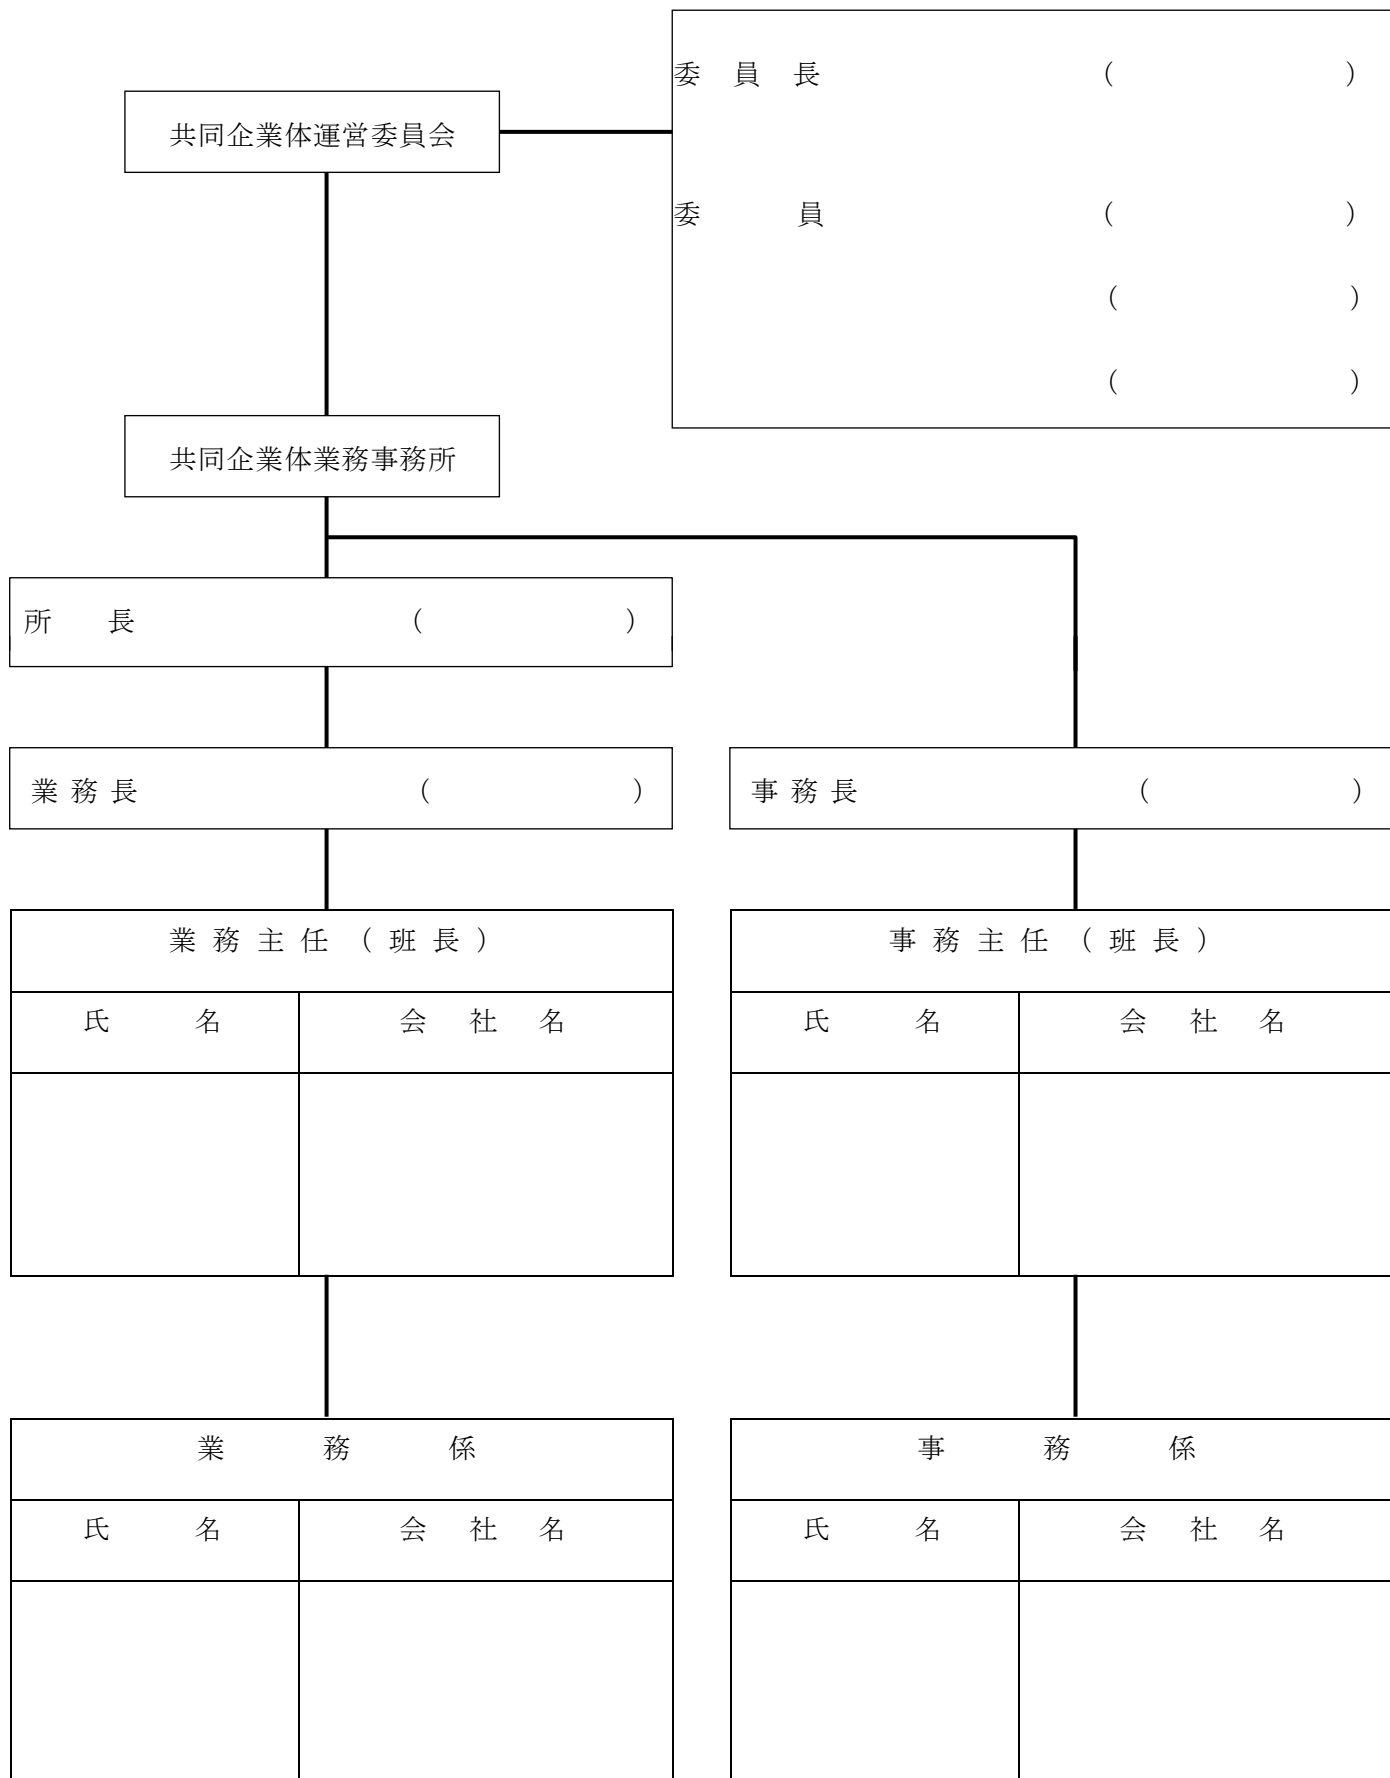 委員長 (　　　)
共同企業体運営委員会
委員 (　　　)
(　　　)
(　　　)
共同企業体業務事務所
所長 (　　　)
業務長 (　　　)
事務長 (　　　)
業務主任（班長）
氏名 会社名
事務主任（班長）
氏名 会社名
業務係
氏名 会社名
事務係
氏名 会社名